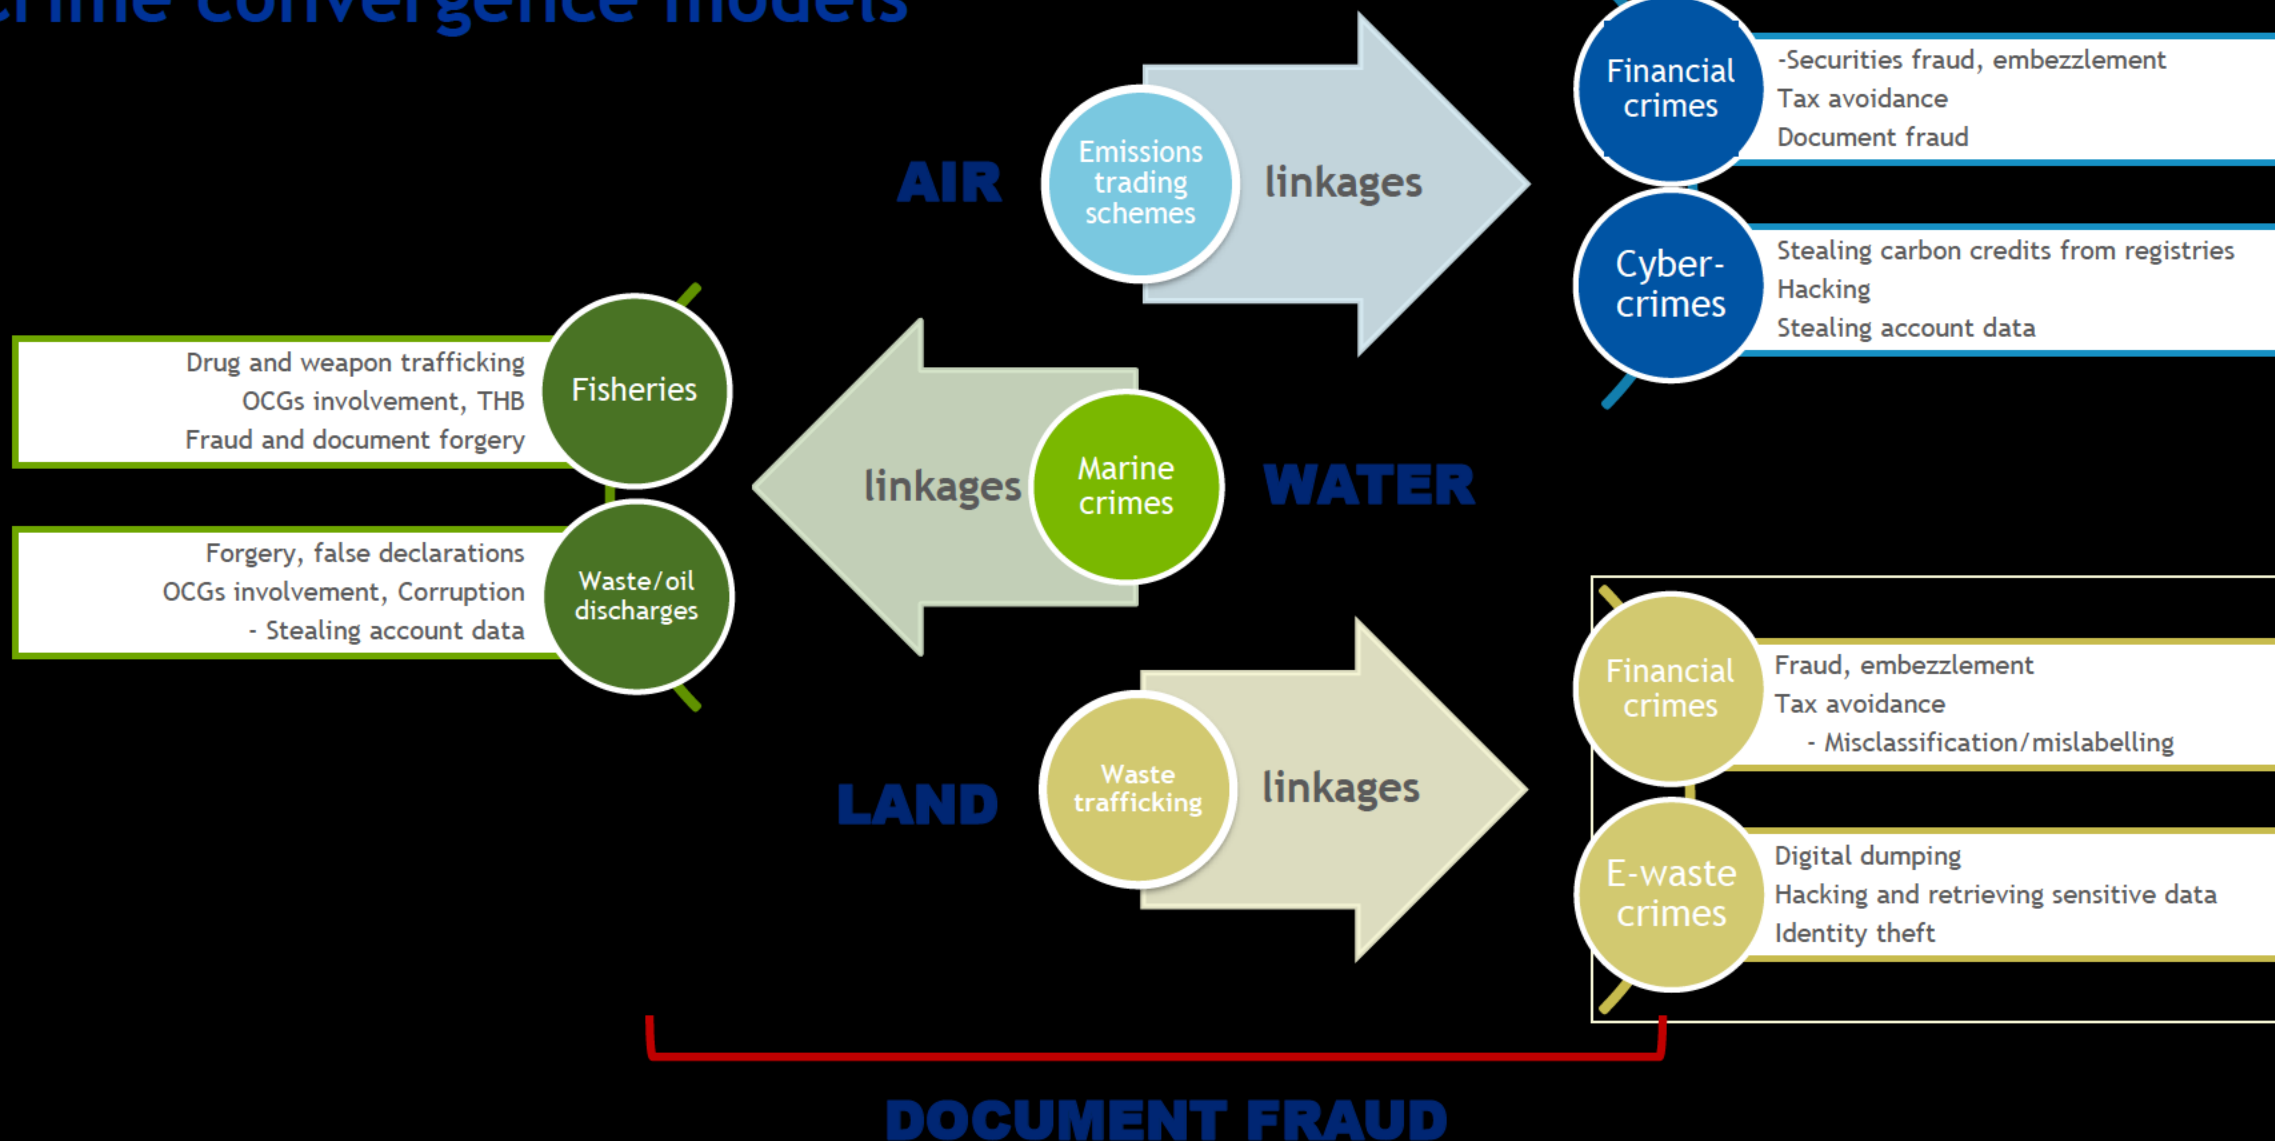 crime convergence models
AIR
Emissions
trading
schemes
linkages
Financial
crimes
-Securities fraud, embezzlement
Tax avoidance
Document fraud
Cyber-
crimes
Stealing carbon credits from registries
Hacking
Stealing account data
Drug and weapon trafficking
OCGs involvement, THB
Fraud and document forgery
Fisheries
Forgery, false declarations
OCGs involvement, Corruption
- Stealing account data
Waste/oil
discharges
linkages
Marine
crimes
WATER
LAND
Waste
trafficking
linkages
Financial
crimes
Fraud, embezzlement
Tax avoidance
- Misclassification/mislabelling
E-waste
crimes
Digital dumping
Hacking and retrieving sensitive data
Identity theft
DOCUMENT FRAUD